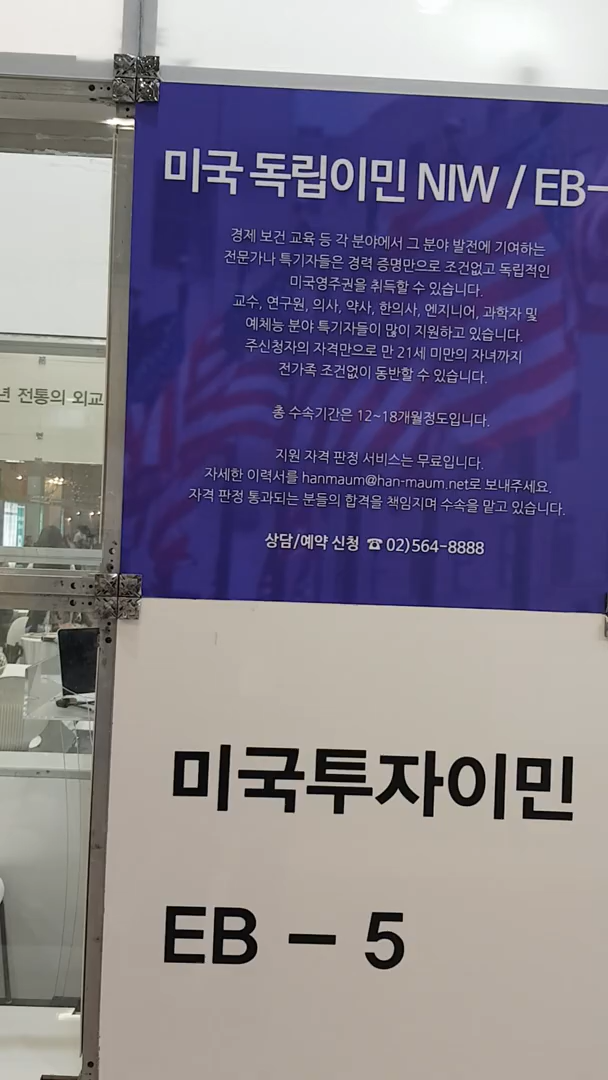 미국 독립이민 NIW / EB-
경제 보건 교육 등 각 분야에서 그 분야 발전에 기여하는
전문가나 특기자들은 경력 증명만으로 조건없고 독립적인
미국영주권을 취득할 수 있습니다.
교수, 연구원, 의사, 약사, 한의사, 엔지니어, 과학자 및
예체능 분야 특기자들이 많이 지원하고 있습니다.
주신청자의 자격만으로 만 21세 미만의 자녀까지
전가족 조건없이 동반할 수 있습니다.
총 수속기간은 12~18개월정도입니다.
지원 자격 판정 서비스는 무료입니다.
자세한 이력서를 hanmaum@han-maum.net로 보내주세요.
자격 판정 통과되는 분들의 합격을 책임지며 수속을 맡고 있습니다.
상담/예약 신청 ☎ 02)564-8888
년 전통의 외교
미국투자이민
EB - 5